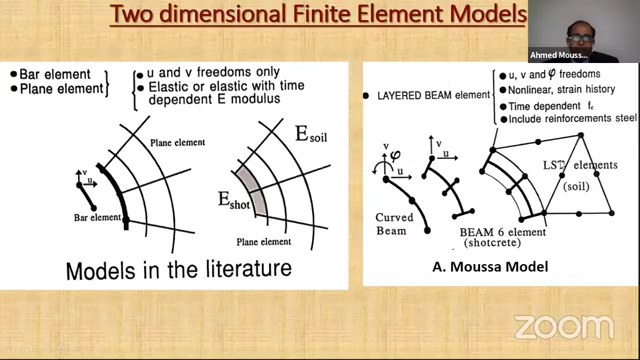 Two dimensional Finite Element Models
Ahmed Mouss...
● Bar element
● Plane element
● u and v freedoms only
● Elastic or elastic with time
dependent E modulus
Plane element
v
u
Bar element
E soil
E shot
Plane element
Models in the literature
● LAYERED BEAM element
● u, v and φ freedoms
● Nonlinear, strain history
● Time dependent fc
● Include reinforcements steel
v
φ
u
Curved
Beam
v
u
LST elements
(soil)
BEAM 6 element
(shotcrete)
A. Moussa Model
zoom